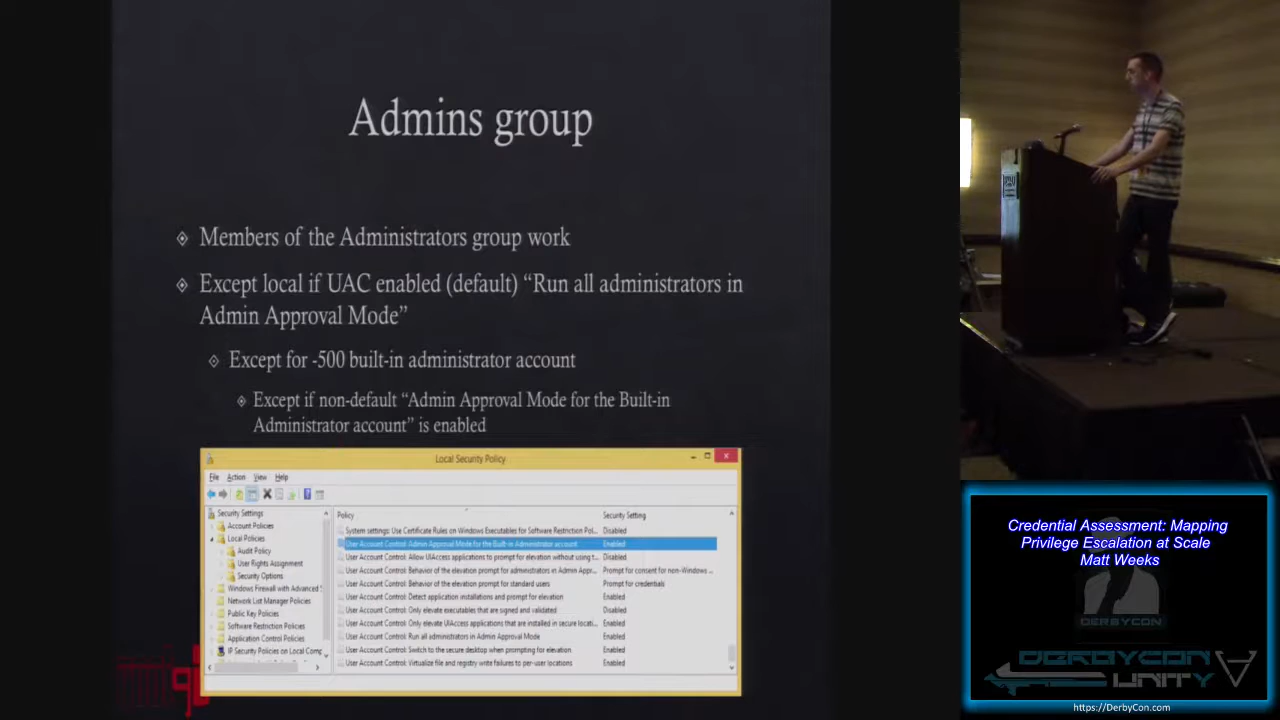 Admins group
Members of the Administrators group work
Except local if UAC enabled (default) “Run all administrators in
Admin Approval Mode”
Except for -500 built-in administrator account
Except if non-default “Admin Approval Mode for the Built-in
Administrator account” is enabled
Local Security Policy
File Action View Help
Security Settings
Account Policies
Local Policies
Audit Policy
User Rights Assignment
Security Options
Windows Firewall with Advanced S
Network List Manager Policies
Public Key Policies
Software Restriction Policies
Application Control Policies
IP Security Policies on Local Comp
Policy Security Setting
System settings: Use Certificate Rules on Windows Executables for Software Restriction Pol... Disabled
User Account Control: Admin Approval Mode for the Built-in Administrator account Enabled
User Account Control: Allow UIAccess applications to prompt for elevation without using t... Disabled
User Account Control: Behavior of the elevation prompt for administrators in Admin Appr... Prompt for consent for non-Windows ...
User Account Control: Behavior of the elevation prompt for standard users Prompt for credentials
User Account Control: Detect application installations and prompt for elevation Enabled
User Account Control: Only elevate executables that are signed and validated Disabled
User Account Control: Only elevate UIAccess applications that are installed in secure locati... Enabled
User Account Control: Run all administrators in Admin Approval Mode Enabled
User Account Control: Switch to the secure desktop when prompting for elevation Enabled
User Account Control: Virtualize file and registry write failures to per-user locations Enabled
Credential Assessment: Mapping
Privilege Escalation at Scale
Matt Weeks
DERBYCON
DERBYCON
UNITY
https://DerbyCon.com